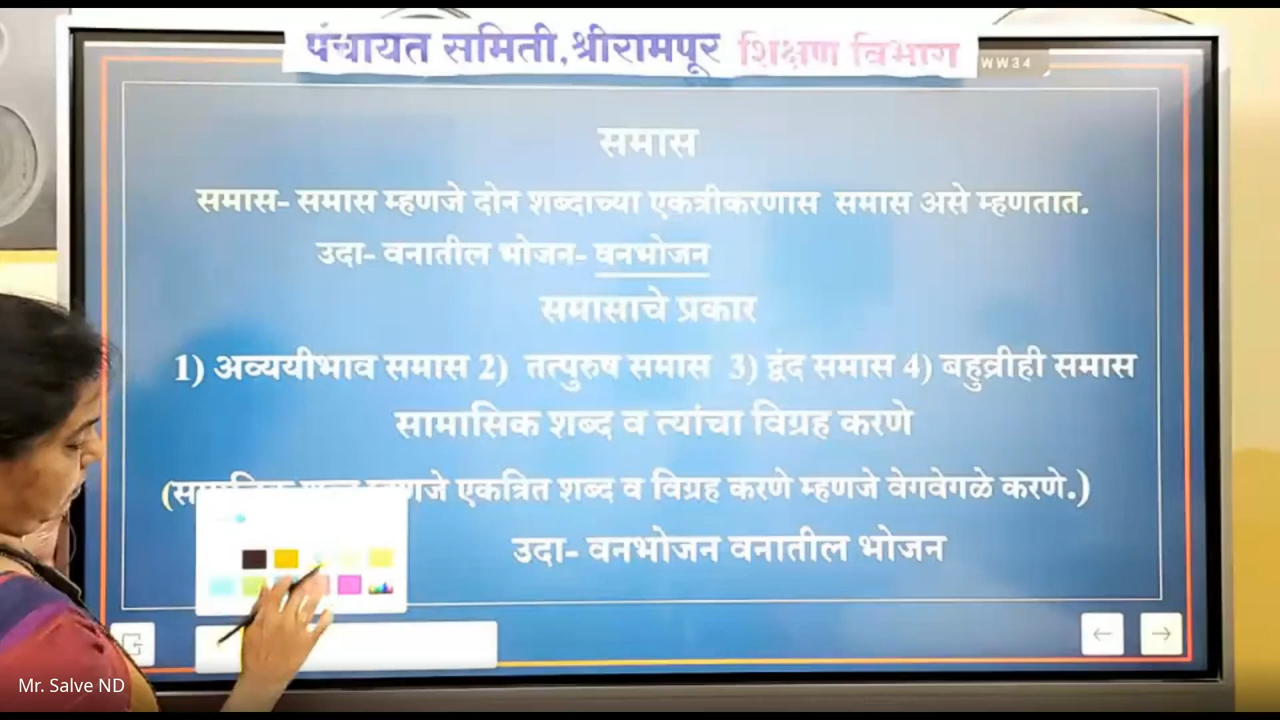 पंचायत समिती,श्रीरामपूर शिक्षण विभाग
WW34
समास
समास- समास म्हणजे दोन शब्दाच्या एकत्रीकरणास समास असे म्हणतात.
उदा- वनातील भोजन- वनभोजन
समासाचे प्रकार
1) अव्ययीभाव समास 2) तत्पुरुष समास 3) द्वंद समास 4) बहुव्रीही समास
सामासिक शब्द व त्यांचा विग्रह करणे
एकत्रित शब्द व विग्रह करणे म्हणजे वेगवेगळे करणे.)
उदा- वनभोजन वनातील भोजन
Mr. Salve ND